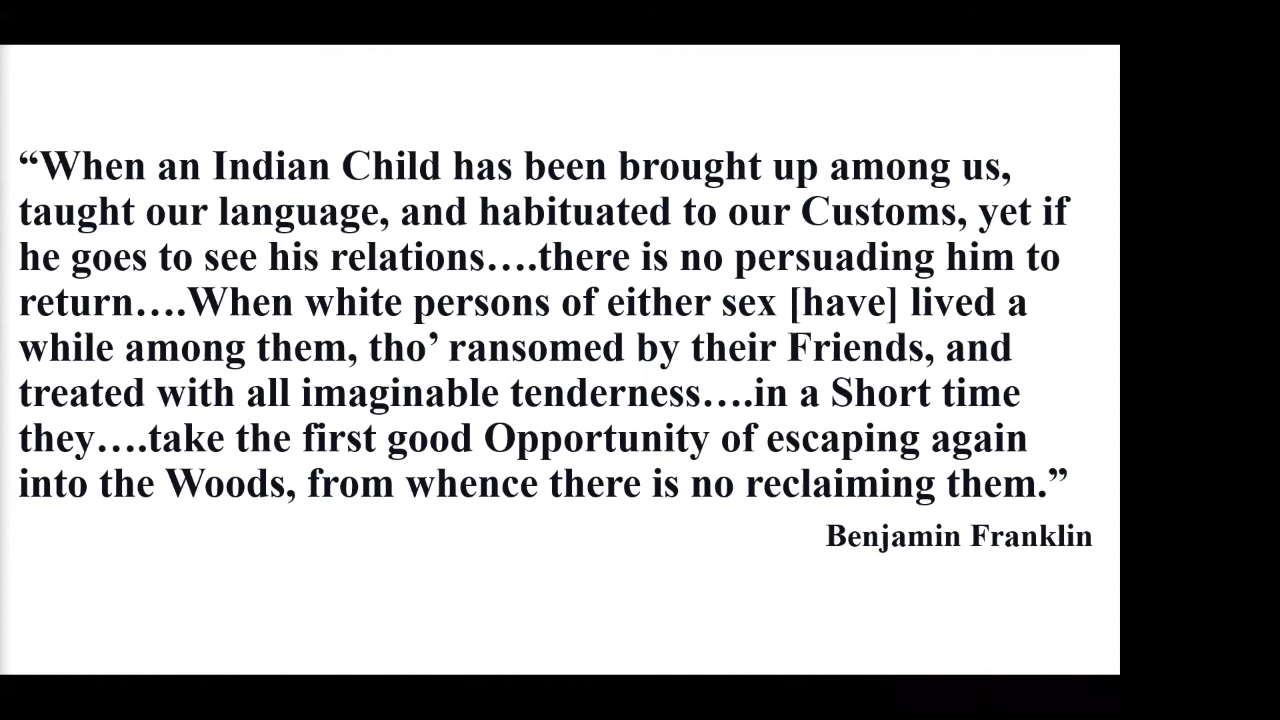 “When an Indian Child has been brought up among us,
taught our language, and habituated to our Customs, yet if
he goes to see his relations….there is no persuading him to
return….When white persons of either sex [have] lived a
while among them, tho’ ransomed by their Friends, and
treated with all imaginable tenderness….in a Short time
they….take the first good Opportunity of escaping again
into the Woods, from whence there is no reclaiming them.”
Benjamin Franklin